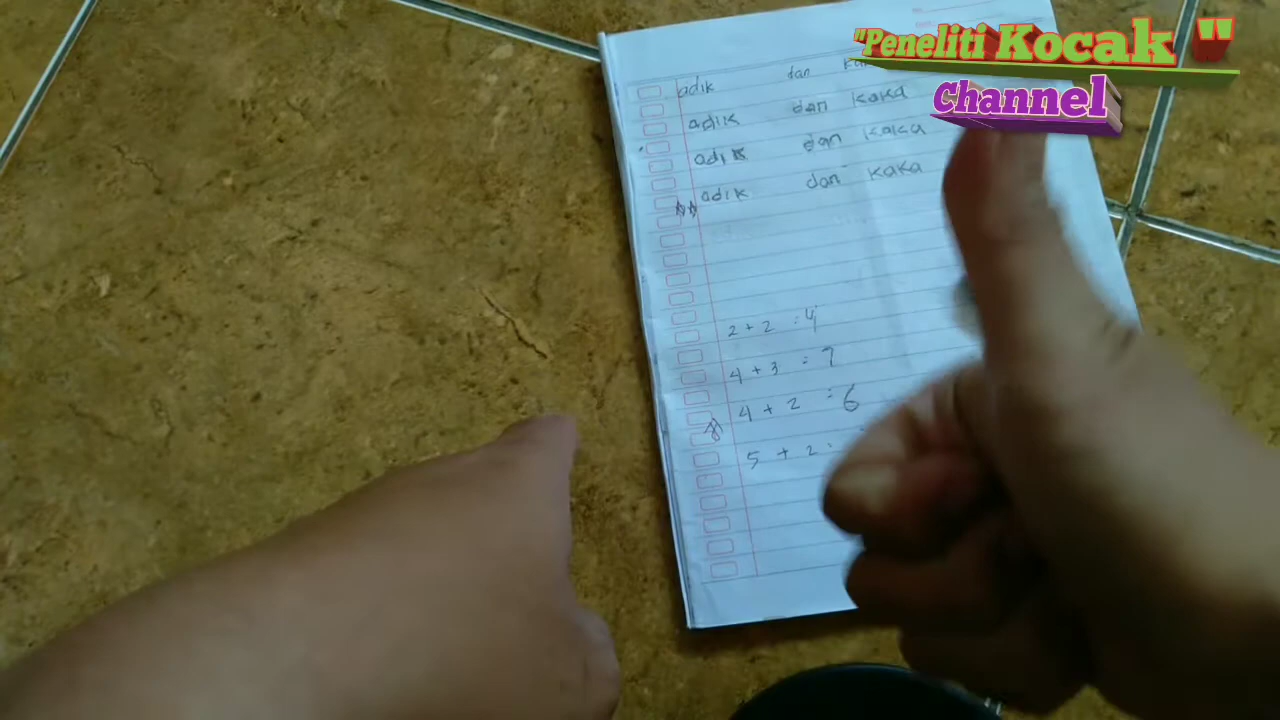 "Peneliti Kocak"
Channel
adik dan
adik dan kaka
adik dan kaka
adik dan kaka
2 + 2 = 4
4 + 3 = 7
4 + 2 = 6
5 + 2 =